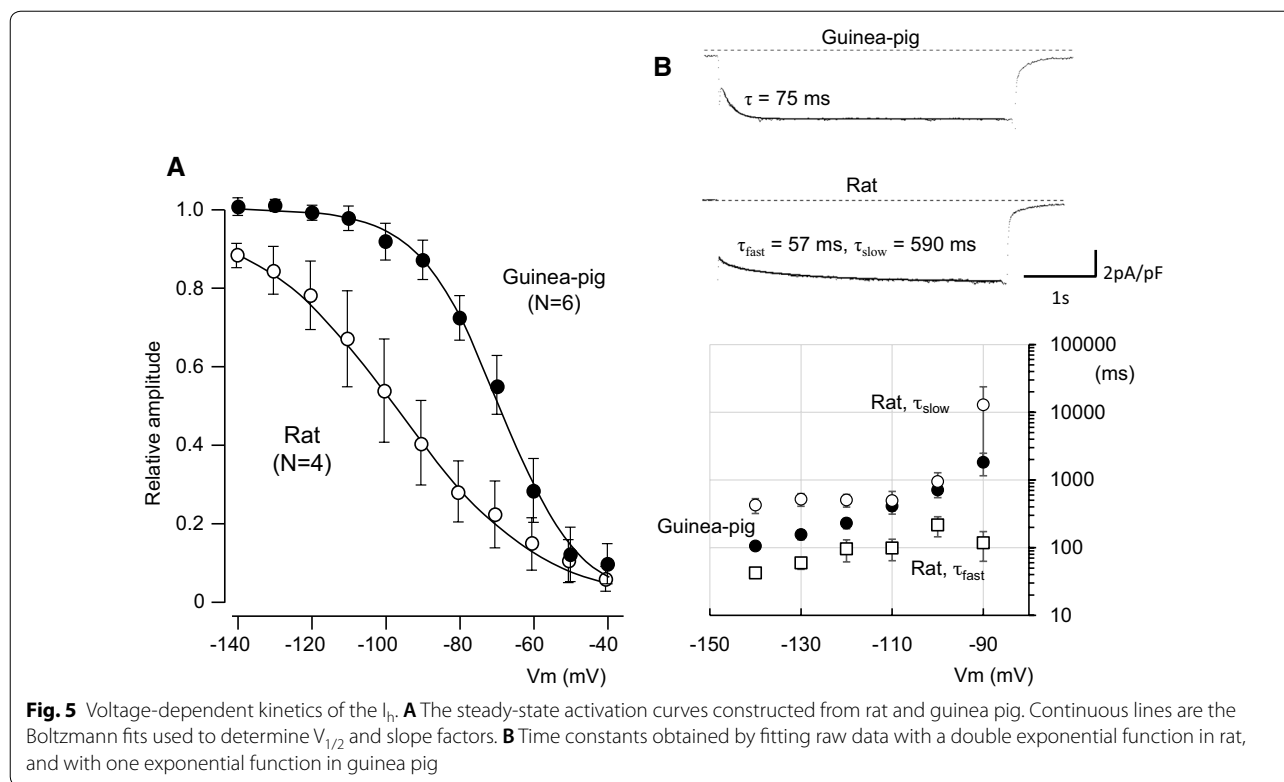 A
Relative amplitude
1.0
0.8
0.6
0.4
0.2
0
Guinea-pig
(N=6)
Rat
(N=4)
-140 -120 -100 -80 -60 -40
Vm (mV)
B
Guinea-pig
τ = 75 ms
Rat
τfast = 57 ms, τslow = 590 ms
2pA/pF
1s
100000
(ms)
10000
1000
100
10
Rat, τslow
Guinea-pig
Rat, τfast
-150 -130 -110 -90
Vm (mV)
Fig. 5 Voltage-dependent kinetics of the Ih. A The steady-state activation curves constructed from rat and guinea pig. Continuous lines are the
Boltzmann fits used to determine V1/2 and slope factors. B Time constants obtained by fitting raw data with a double exponential function in rat,
and with one exponential function in guinea pig